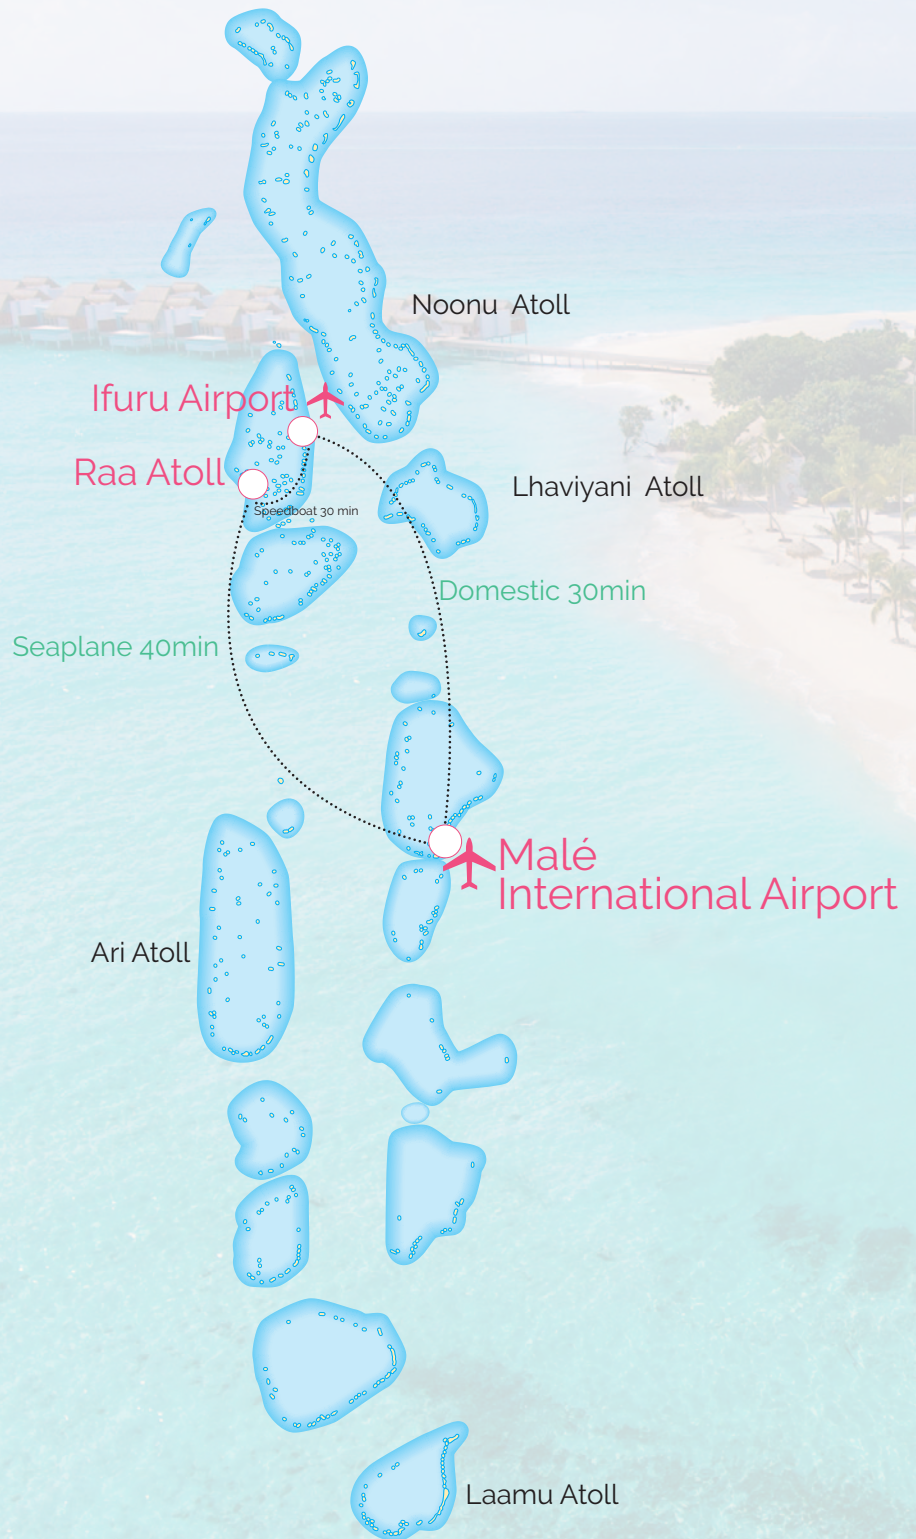 Noonu Atoll
Ifuru Airport
Raa Atoll
Lhaviyani Atoll
Speedboat 30 min
Domestic 30min
Seaplane 40min
Malé
International Airport
Ari Atoll
Laamu Atoll